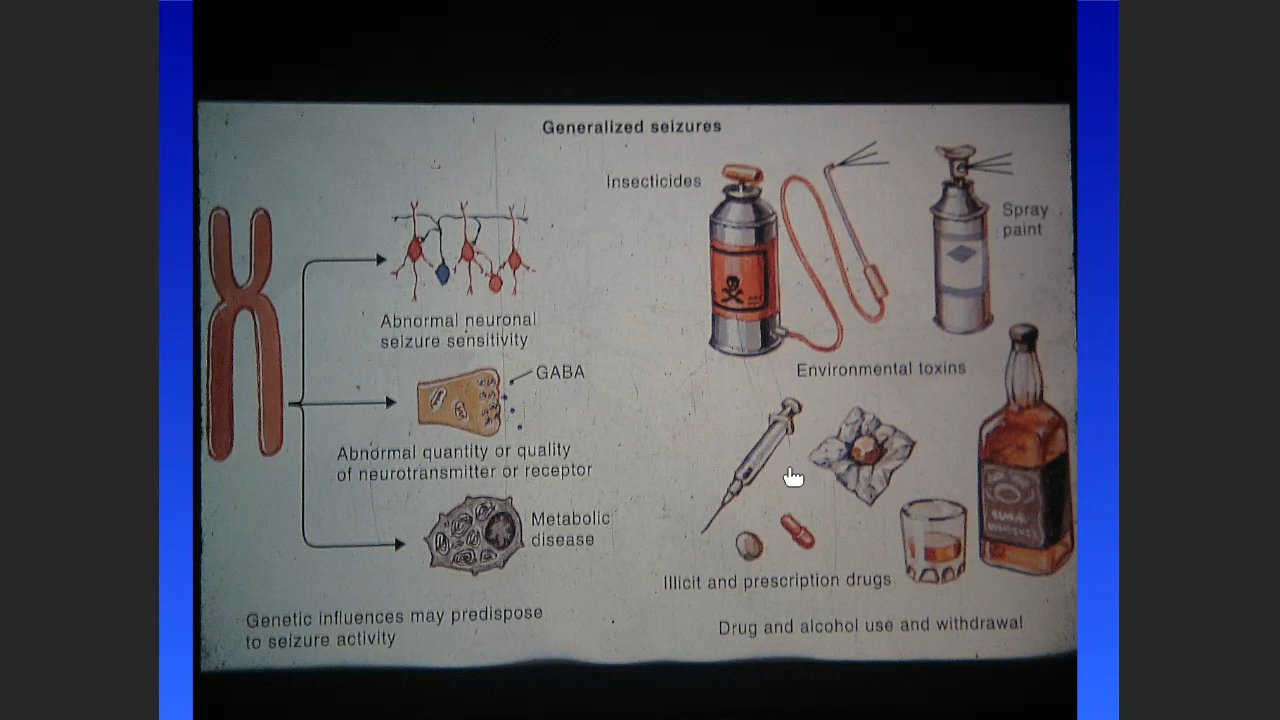 Generalized seizures
Insecticides
Spray
paint
Abnormal neuronal
seizure sensitivity
Environmental toxins
GABA
Abnormal quantity or quality
of neurotransmitter or receptor
Metabolic
disease
Illicit and prescription drugs
Genetic influences may predispose
to seizure activity
Drug and alcohol use and withdrawal